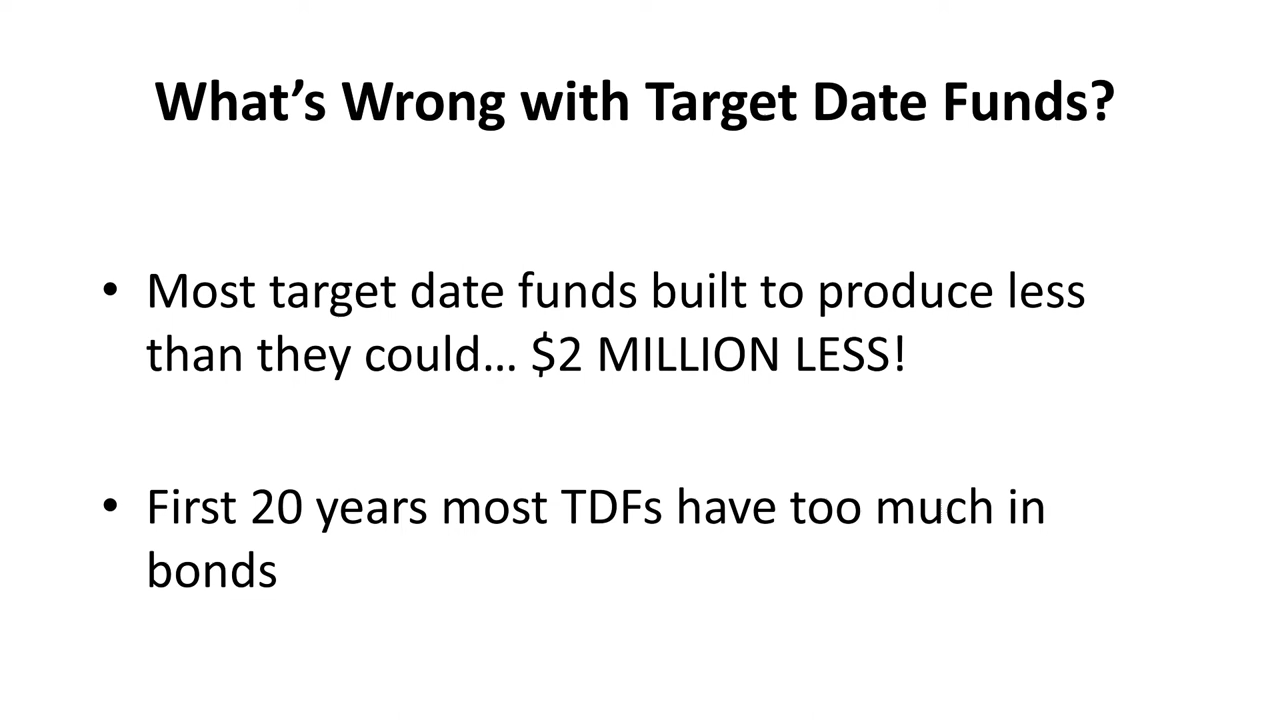 What’s Wrong with Target Date Funds?
• Most target date funds built to produce less
than they could… $2 MILLION LESS!
• First 20 years most TDFs have too much in
bonds